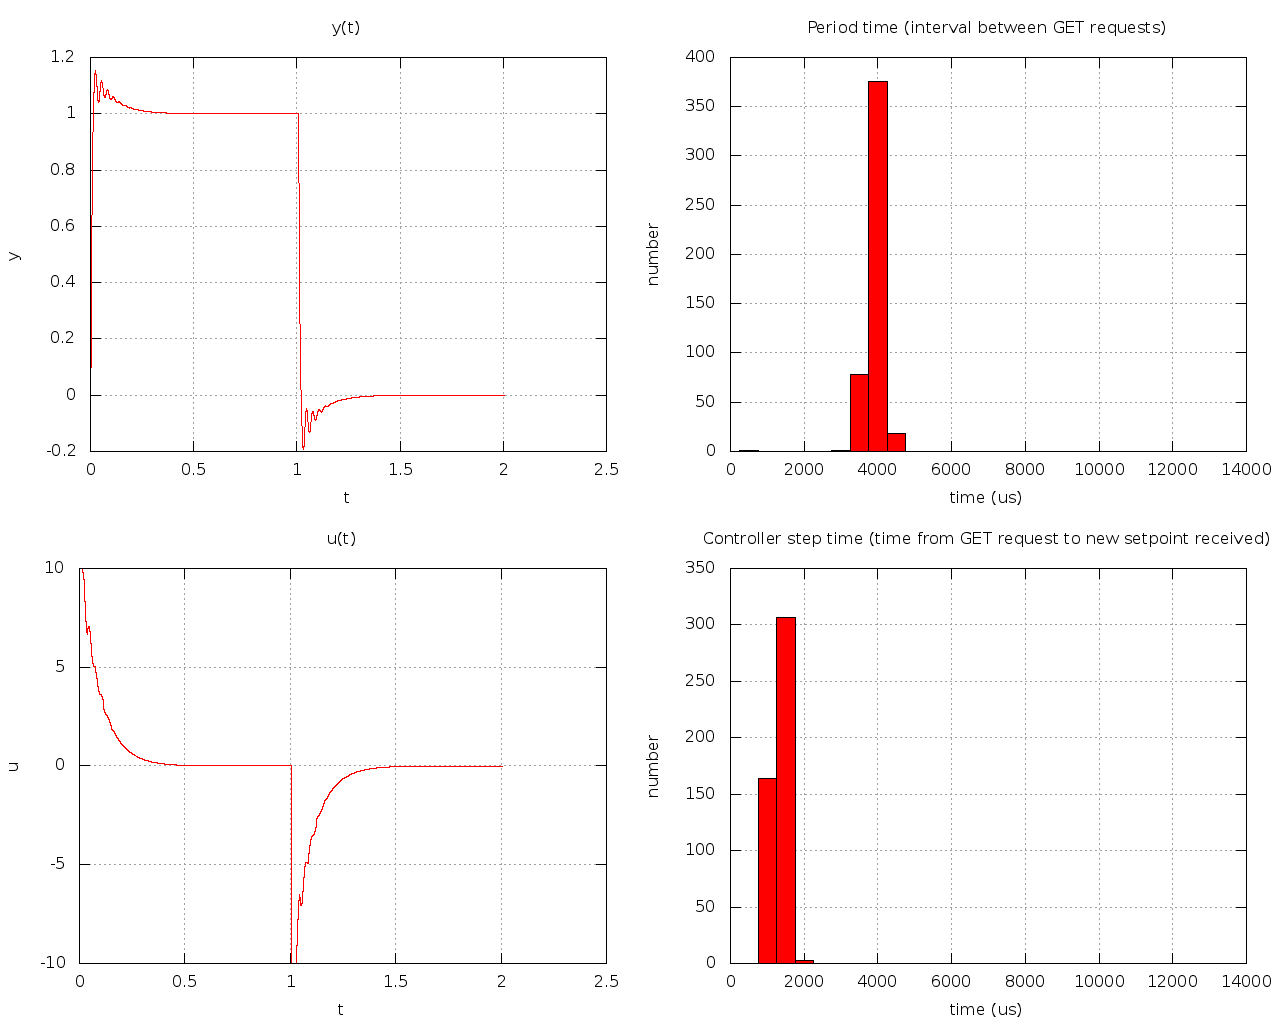 y(t)
1.2
1
0.8
0.6
0.4
0.2
0
-0.2
y
0 0.5 1 1.5 2 2.5
t
Period time (interval between GET requests)
400
350
300
250
200
150
100
50
0
number
0 2000 4000 6000 8000 10000 12000 14000
time (us)
u(t)
10
5
0
-5
-10
u
0 0.5 1 1.5 2 2.5
t
Controller step time (time from GET request to new setpoint received)
350
300
250
200
150
100
50
0
number
0 2000 4000 6000 8000 10000 12000 14000
time (us)